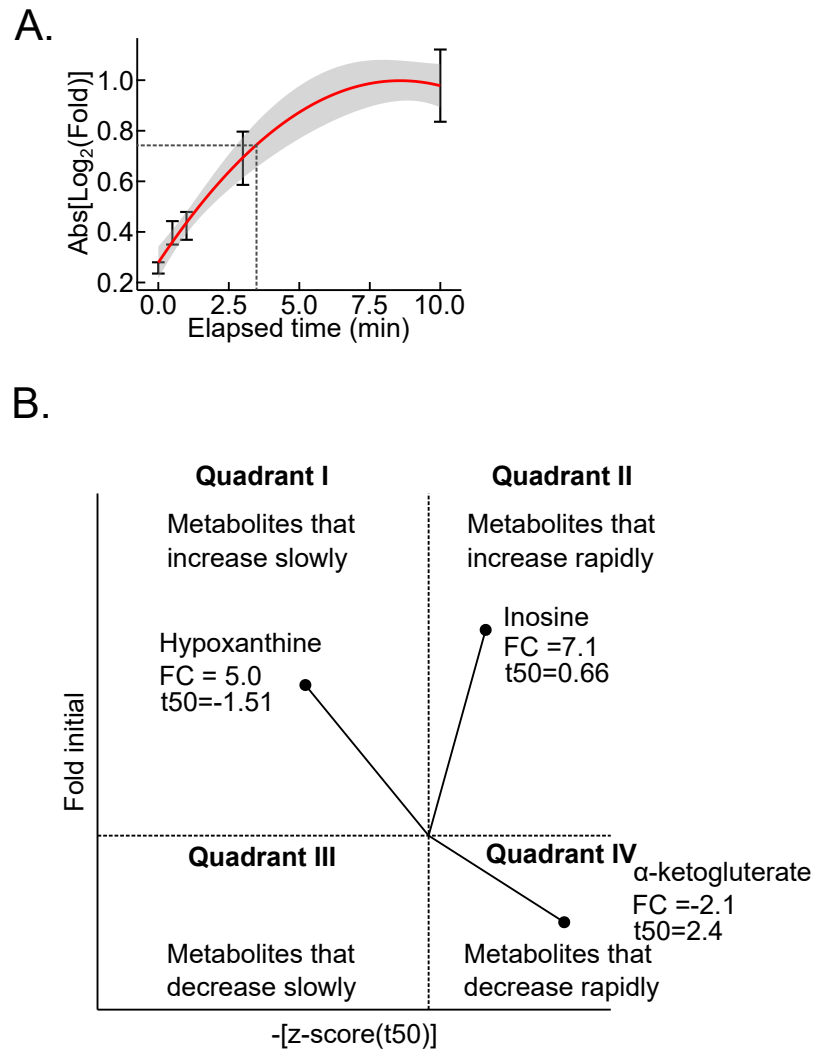 A.
Abs[Log₂(Fold)]
1.0
0.8
0.6
0.4
0.2
0.0 2.5 5.0 7.5 10.0
Elapsed time (min)
B.
Quadrant I
Quadrant II
Metabolites that
increase slowly
Metabolites that
increase rapidly
Hypoxanthine
FC = 5.0
t50=-1.51
Inosine
FC =7.1
t50=0.66
Fold initial
Quadrant III
Quadrant IV
α-ketogluterate
FC =-2.1
t50=2.4
Metabolites that
decrease slowly
Metabolites that
decrease rapidly
-[z-score(t50)]